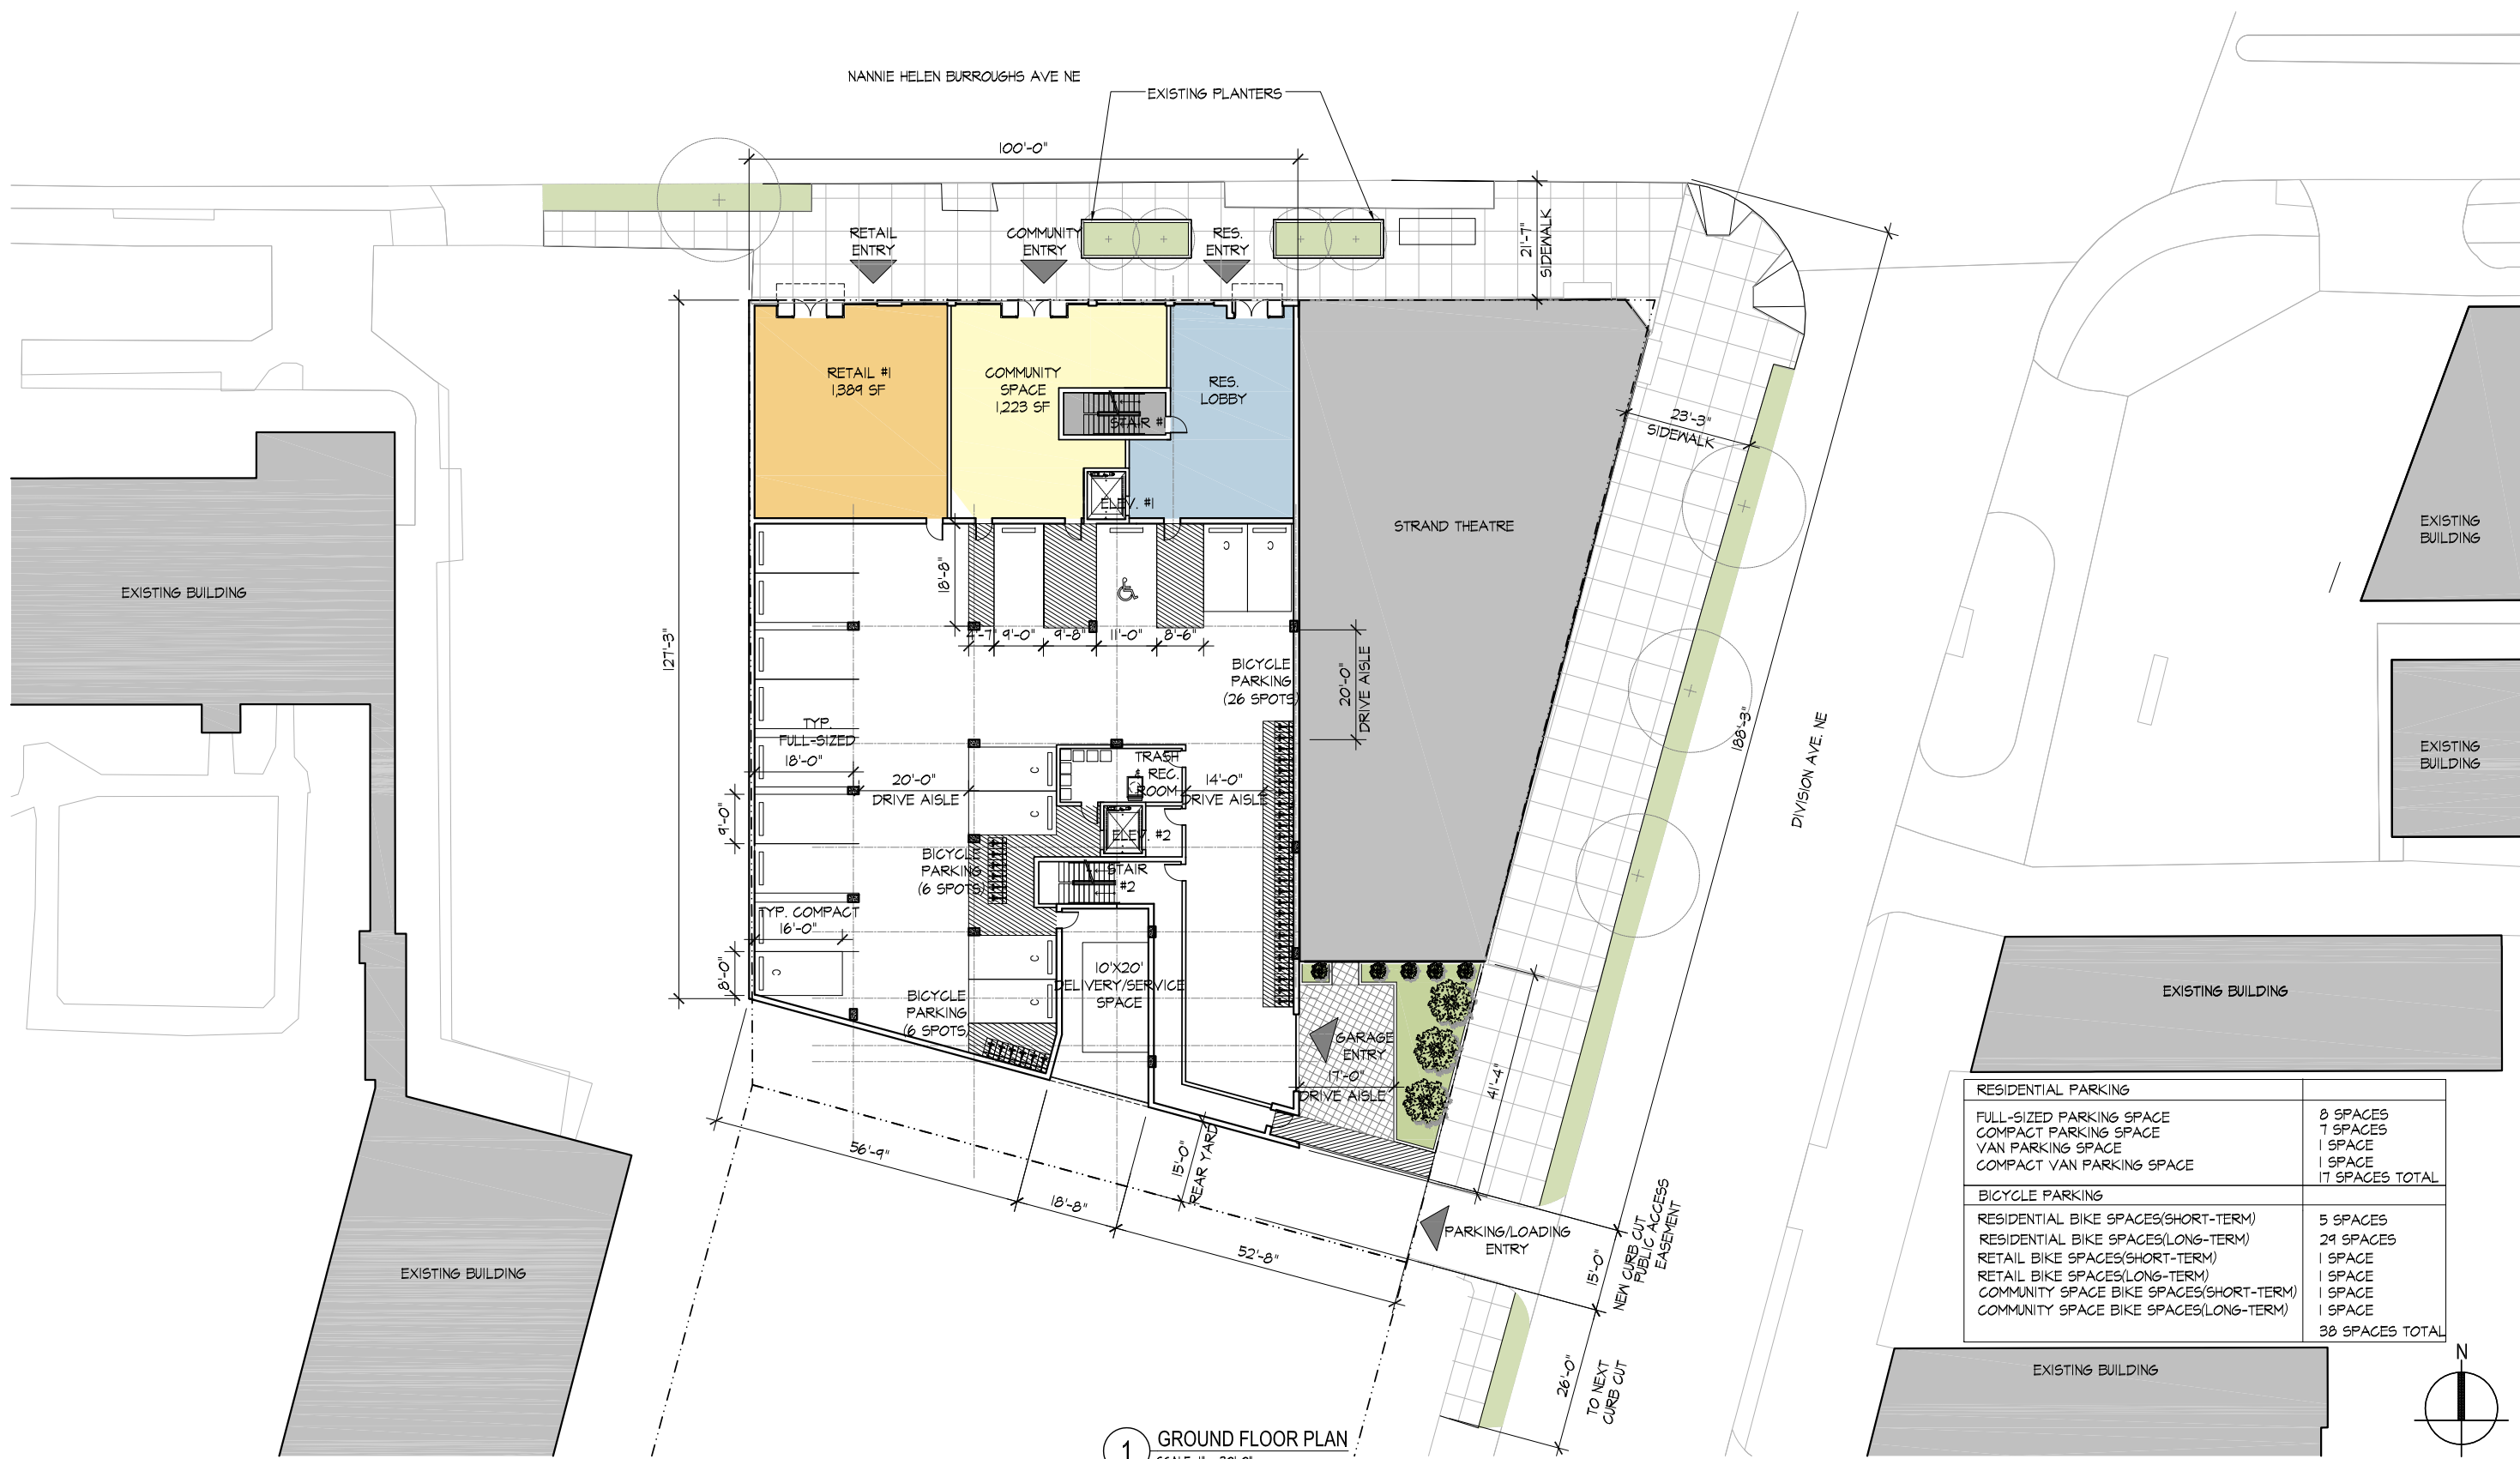 NANNIE HELEN BURROUGHS AVE NE
EXISTING PLANTERS
100'-0"
RETAIL
ENTRY
COMMUNITY
ENTRY
RES.
ENTRY
21'-7"
SIDEWALK
RETAIL #1
1,389 SF
COMMUNITY
SPACE
1,223 SF
RES.
LOBBY
STAIR #
ELEV. #1
23'-3"
SIDEWALK
STRAND THEATRE
EXISTING
BUILDING
EXISTING BUILDING
127'-3"
18'-8"
C
C
4'-7"
9'-0"
9'-8"
11'-0"
8'-6"
BICYCLE
PARKING
(26 SPOTS)
20'-0"
DRIVE AISLE
188'-3"
DIVISION AVE. NE
EXISTING
BUILDING
TYP.
FULL-SIZED
18'-0"
20'-0"
DRIVE AISLE
C
C
TRASH
& REC.
ROOM
14'-0"
DRIVE AISLE
9'-0"
ELEV. #2
BICYCLE
PARKING
(6 SPOTS)
STAIR
#2
TYP. COMPACT
16'-0"
8'-0"
C
C
C
10'X20'
DELIVERY/SERVICE
SPACE
BICYCLE
PARKING
(6 SPOTS)
GARAGE
ENTRY
17'-0"
DRIVE AISLE
41'-4"
EXISTING BUILDING
56'-9"
18'-8"
52'-8"
15'-0"
REAR YARD
PARKING/LOADING
ENTRY
15'-0"
NEW CURB CUT
PUBLIC ACCESS
EASEMENT
26'-0"
TO NEXT
CURB CUT
EXISTING BUILDING
RESIDENTIAL PARKING
FULL-SIZED PARKING SPACE 8 SPACES
COMPACT PARKING SPACE 7 SPACES
VAN PARKING SPACE 1 SPACE
COMPACT VAN PARKING SPACE 1 SPACE
17 SPACES TOTAL
BICYCLE PARKING
RESIDENTIAL BIKE SPACES(SHORT-TERM) 5 SPACES
RESIDENTIAL BIKE SPACES(LONG-TERM) 29 SPACES
RETAIL BIKE SPACES(SHORT-TERM) 1 SPACE
RETAIL BIKE SPACES(LONG-TERM) 1 SPACE
COMMUNITY SPACE BIKE SPACES(SHORT-TERM) 1 SPACE
COMMUNITY SPACE BIKE SPACES(LONG-TERM) 1 SPACE
38 SPACES TOTAL
EXISTING BUILDING
N
1
GROUND FLOOR PLAN